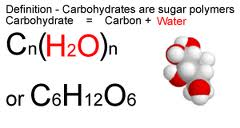 Definition - Carbohydrates are sugar polymers
Carbohydrate = Carbon + Water
Cn(H2O)n
or C6H12O6